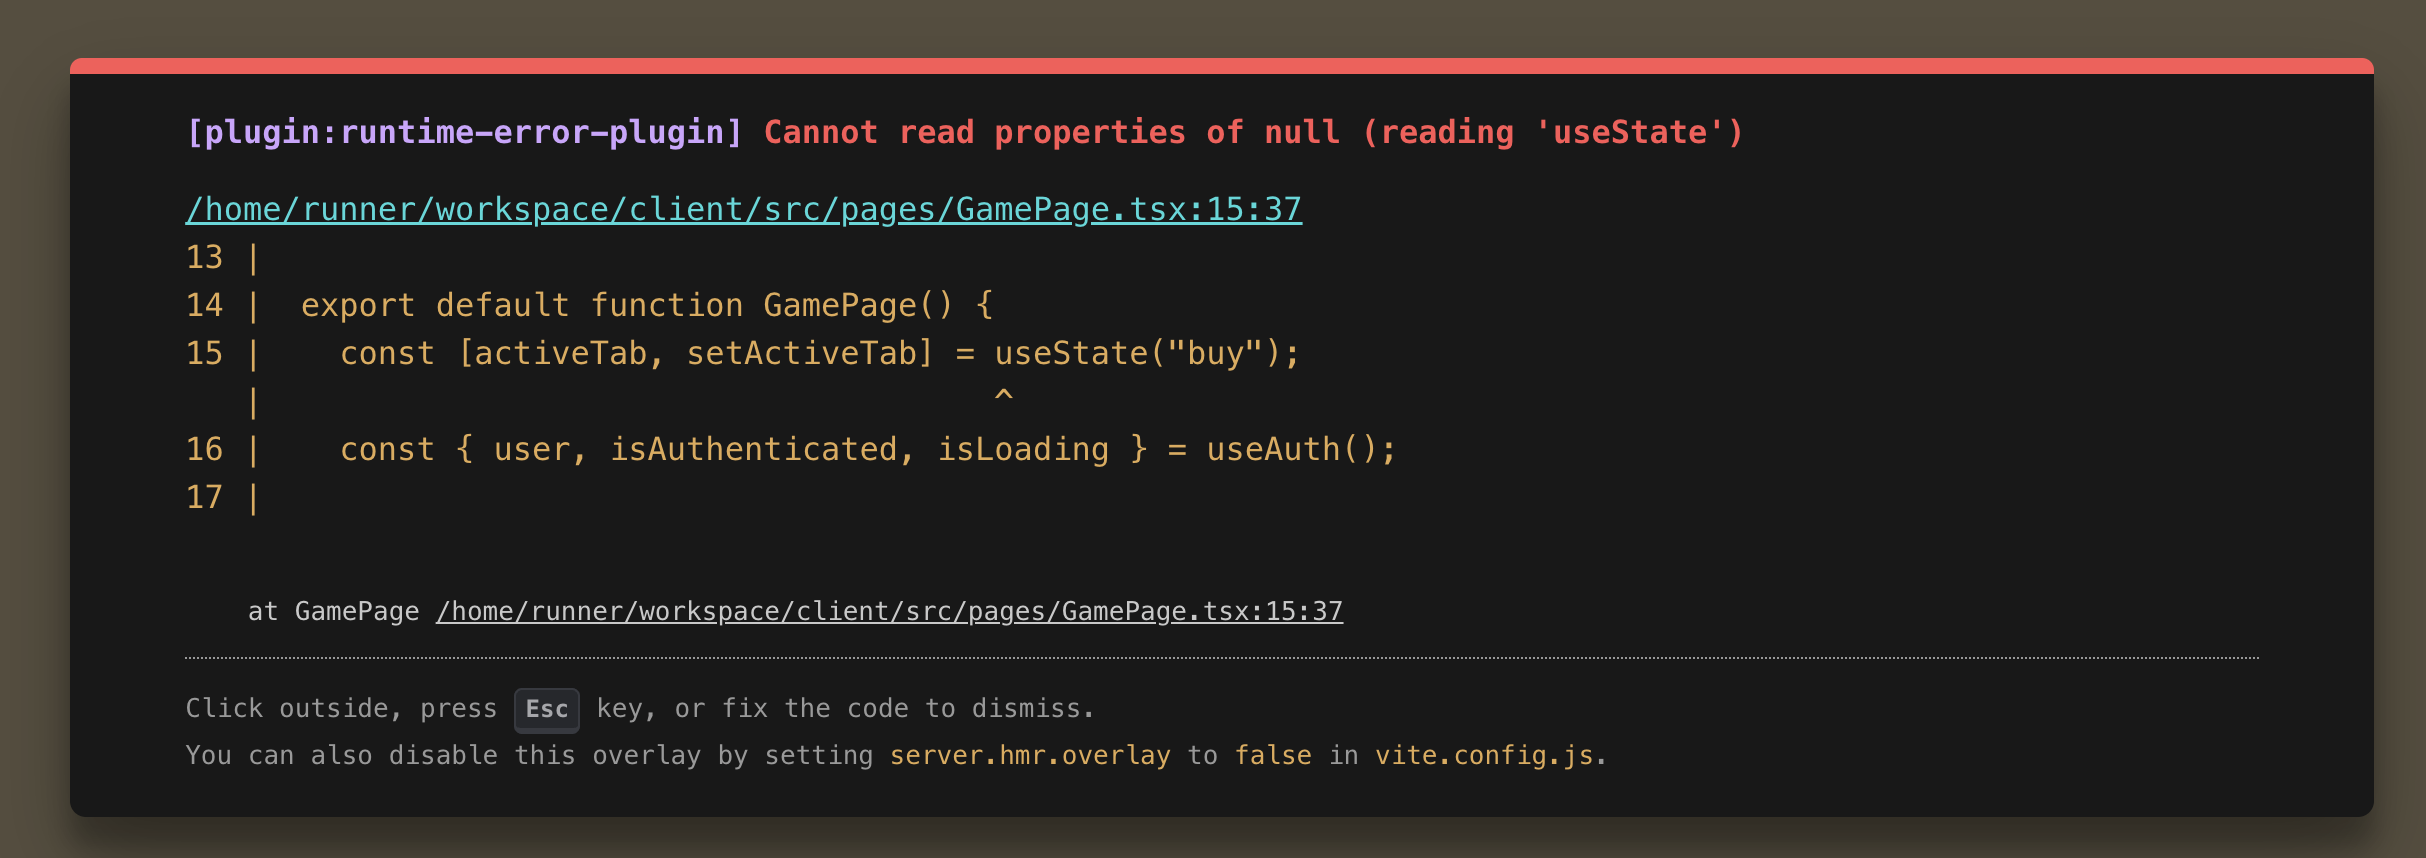 [plugin:runtime-error-plugin] Cannot read properties of null (reading 'useState')
/home/runner/workspace/client/src/pages/GamePage.tsx:15:37
13 |
14 |  export default function GamePage() {
15 |    const [activeTab, setActiveTab] = useState("buy");
   |                                      ^
16 |    const { user, isAuthenticated, isLoading } = useAuth();
17 |
at GamePage /home/runner/workspace/client/src/pages/GamePage.tsx:15:37
Click outside, press Esc key, or fix the code to dismiss.
You can also disable this overlay by setting server.hmr.overlay to false in vite.config.js.